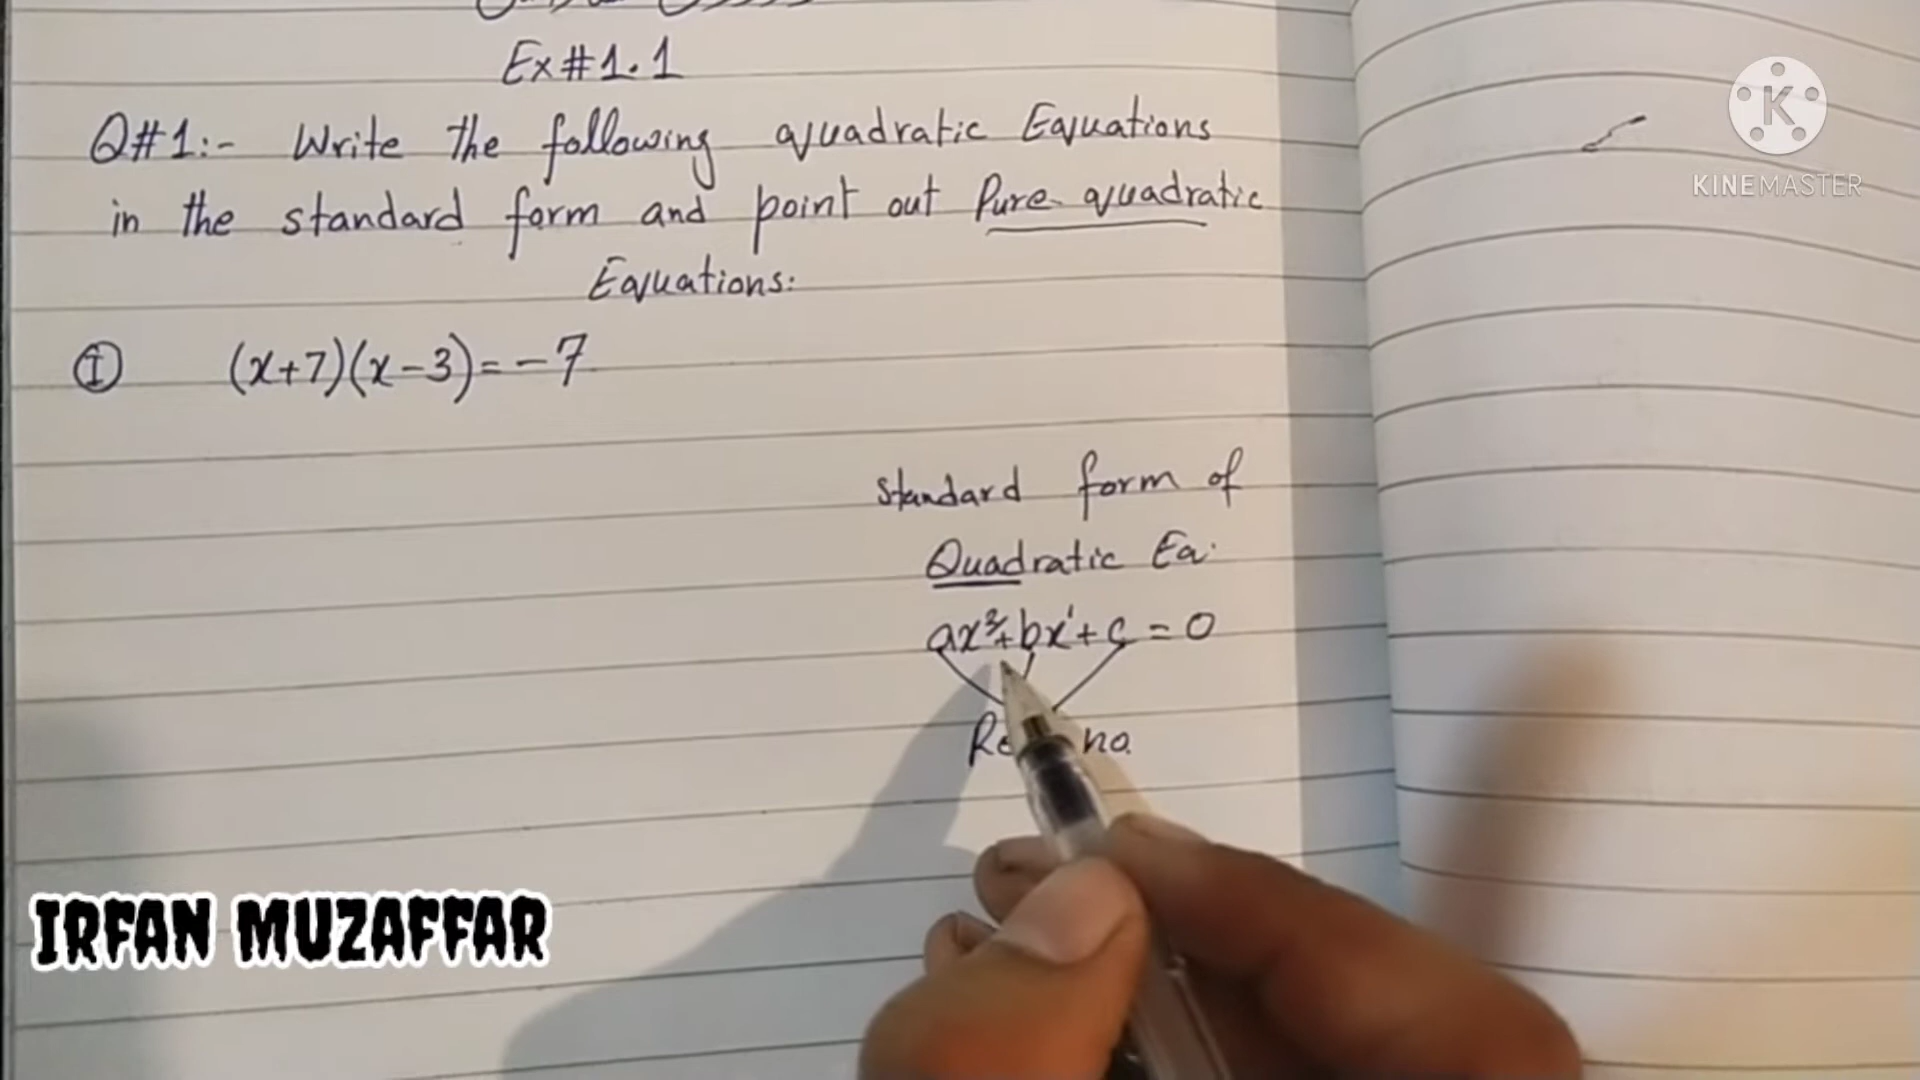 Ex#1.1
Q#1:- Write the following quadratic Equations
in the standard form and point out Pure quadratic
Equations:
I (x+7)(x-3)=-7
standard form of
Quadratic Eq.
ax²+bx¹+c=0
no.
K
KINEMASTER
IRFAN MUZAFFAR